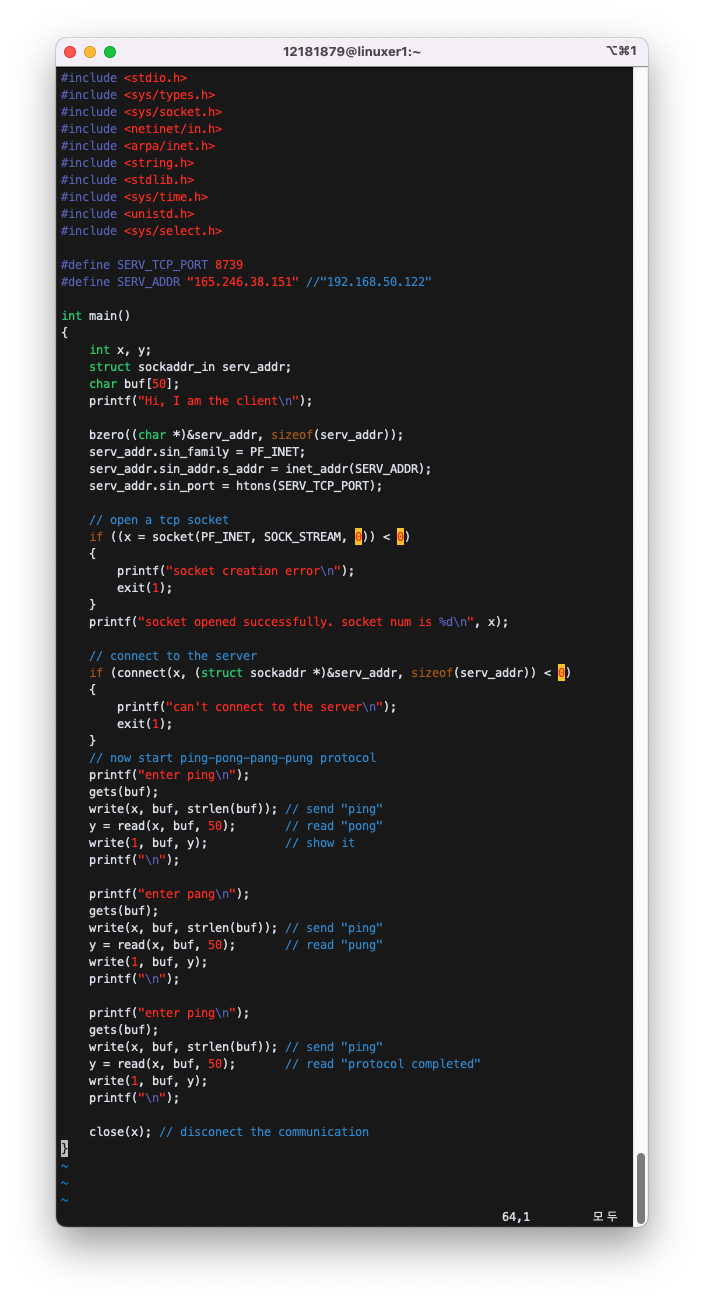 12181879@linuxer1:~
⌥⌘1
#include <stdio.h>
#include <sys/types.h>
#include <sys/socket.h>
#include <netinet/in.h>
#include <arpa/inet.h>
#include <string.h>
#include <stdlib.h>
#include <sys/time.h>
#include <unistd.h>
#include <sys/select.h>

#define SERV_TCP_PORT 8739
#define SERV_ADDR "165.246.38.151" //"192.168.50.122"

int main()
{
    int x, y;
    struct sockaddr_in serv_addr;
    char buf[50];
    printf("Hi, I am the client\n");

    bzero((char *)&serv_addr, sizeof(serv_addr));
    serv_addr.sin_family = PF_INET;
    serv_addr.sin_addr.s_addr = inet_addr(SERV_ADDR);
    serv_addr.sin_port = htons(SERV_TCP_PORT);

    // open a tcp socket
    if ((x = socket(PF_INET, SOCK_STREAM, 0)) < 0)
    {
        printf("socket creation error\n");
        exit(1);
    }
    printf("socket opened successfully. socket num is %d\n", x);

    // connect to the server
    if (connect(x, (struct sockaddr *)&serv_addr, sizeof(serv_addr)) < 0)
    {
        printf("can't connect to the server\n");
        exit(1);
    }
    // now start ping-pong-pang-pung protocol
    printf("enter ping\n");
    gets(buf);
    write(x, buf, strlen(buf)); // send "ping"
    y = read(x, buf, 50);       // read "pong"
    write(1, buf, y);           // show it
    printf("\n");

    printf("enter pang\n");
    gets(buf);
    write(x, buf, strlen(buf)); // send "ping"
    y = read(x, buf, 50);       // read "pung"
    write(1, buf, y);
    printf("\n");

    printf("enter ping\n");
    gets(buf);
    write(x, buf, strlen(buf)); // send "ping"
    y = read(x, buf, 50);       // read "protocol completed"
    write(1, buf, y);
    printf("\n");

    close(x); // disconect the communication
}
~
~
~
64,1 모두